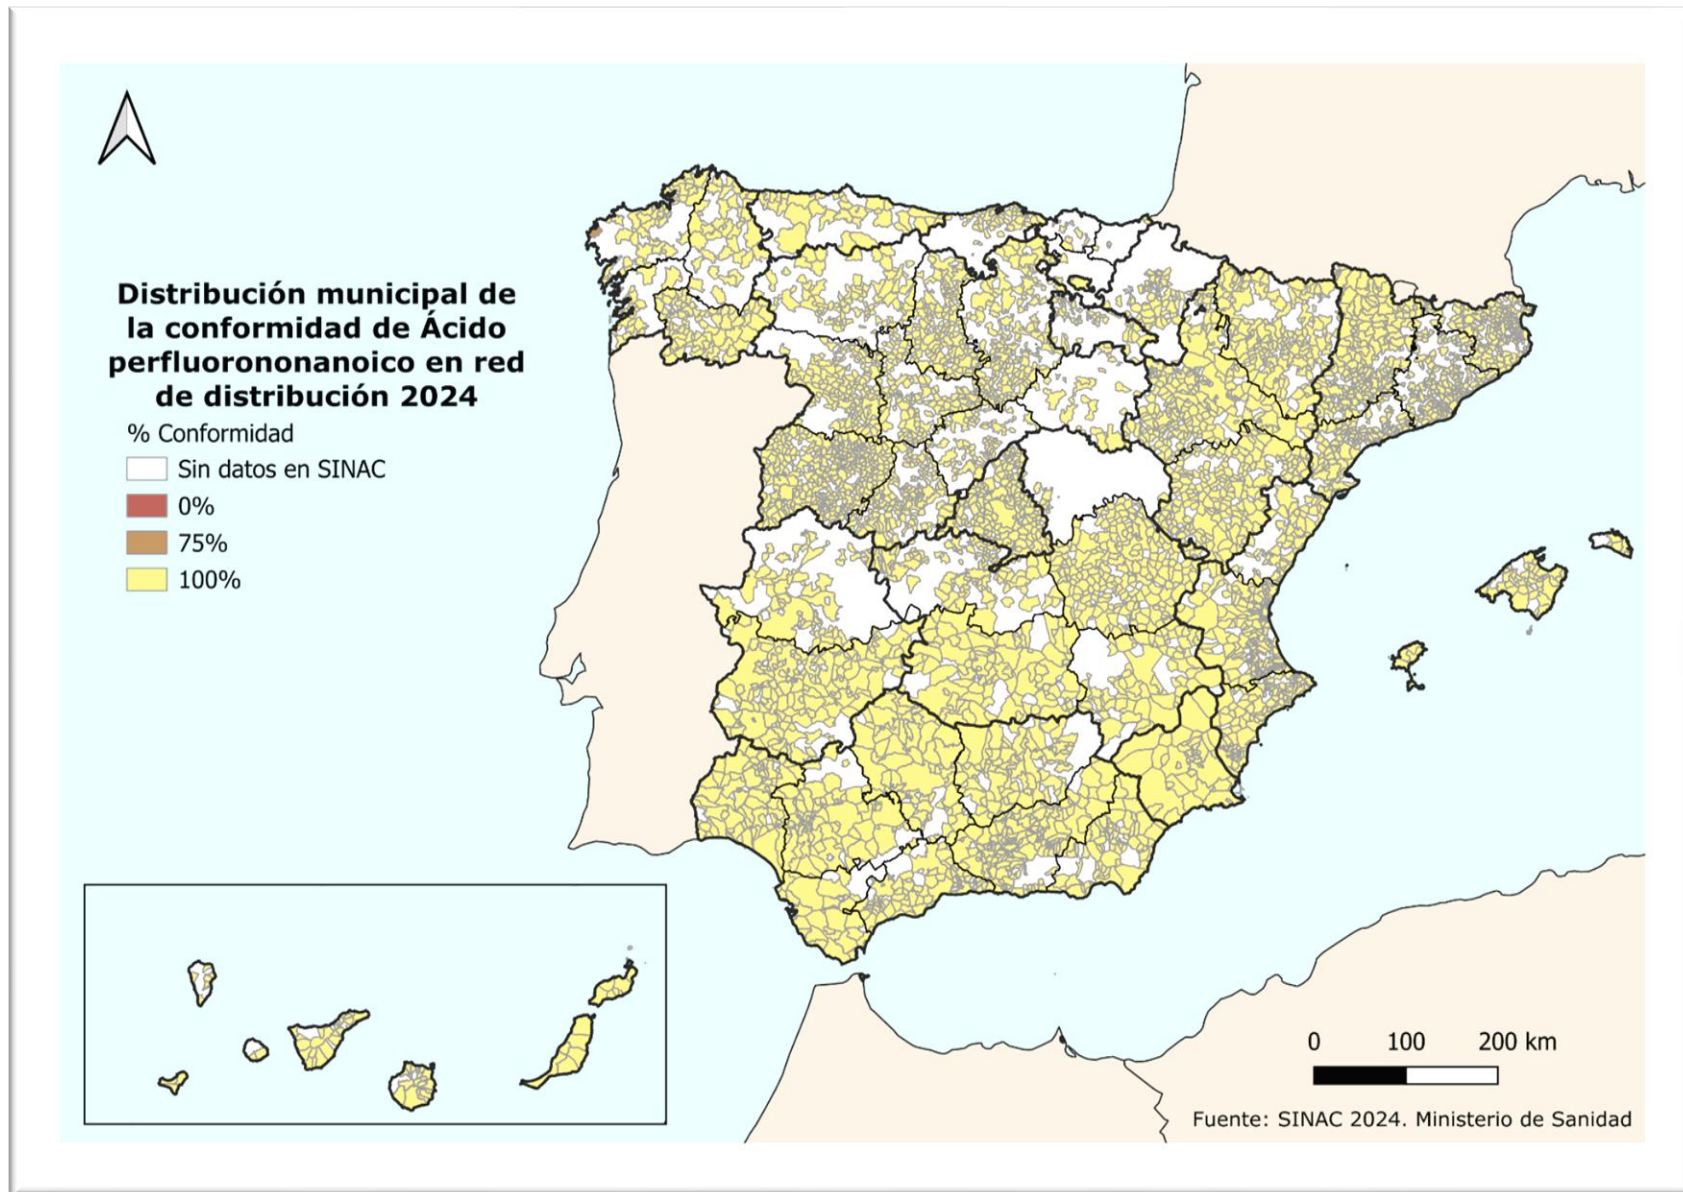 Distribución municipal de
la conformidad de Ácido
perfluorononanoico en red
de distribución 2024
% Conformidad
Sin datos en SINAC
0%
75%
100%
0 100 200 km
Fuente: SINAC 2024. Ministerio de Sanidad